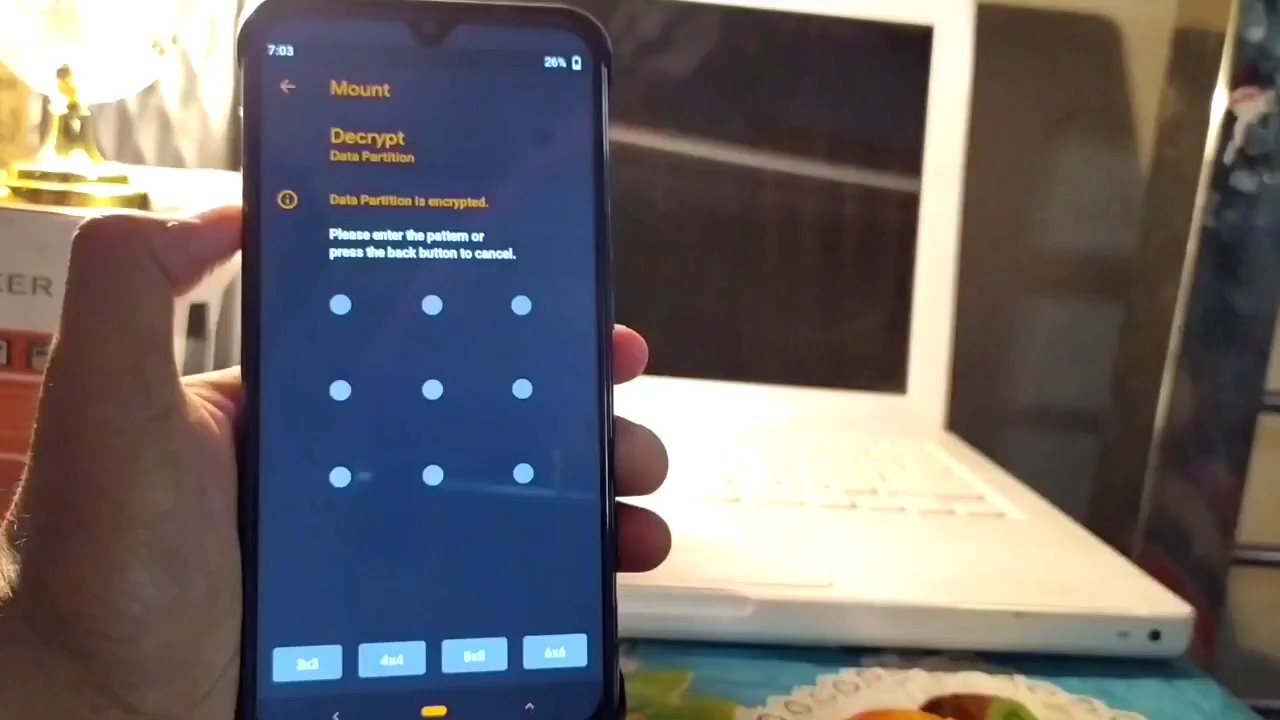 7:03
26%
Mount
Decrypt
Data Partition
Data Partition is encrypted.
Please enter the pattern or
press the back button to cancel.
3x3 4x4 5x5 6x6
KER